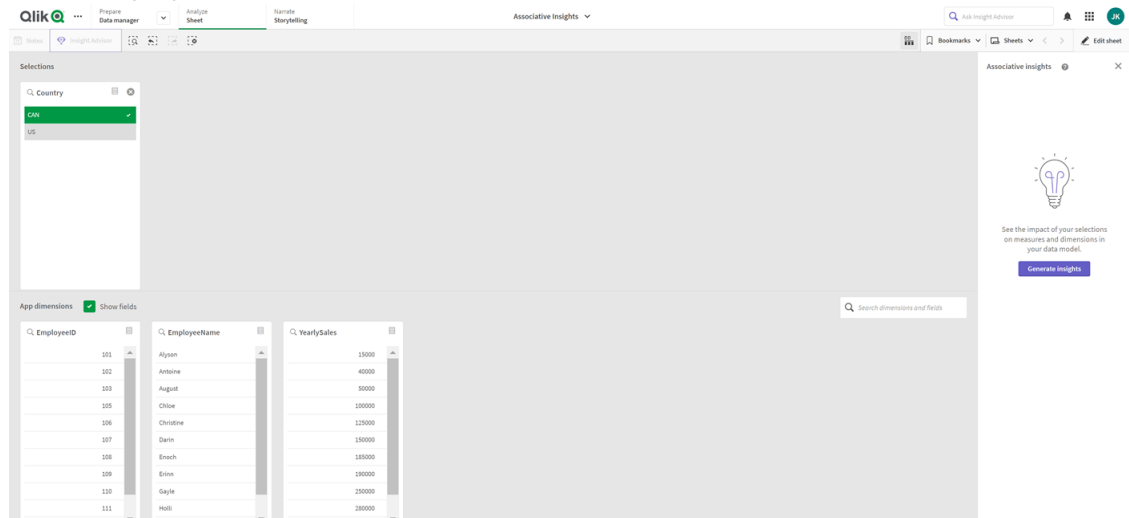 Qlik
Prepare
Data manager
Analyze
Sheet
Narrate
Storytelling
Associative Insights
Ask Insight Advisor
JK
Notes
Insight Advisor
Bookmarks
Sheets
Edit sheet
Selections
Country
CAN
US
Associative insights
See the impact of your selections
on measures and dimensions in
your data model.
Generate insights
App dimensions
Show fields
Search dimensions and fields
EmployeeID
101
102
103
105
106
107
108
109
110
111
EmployeeName
Alyson
Antoine
August
Chloe
Christine
Darin
Enoch
Erinn
Gayle
Holli
YearlySales
15000
40000
50000
100000
125000
150000
185000
190000
250000
280000